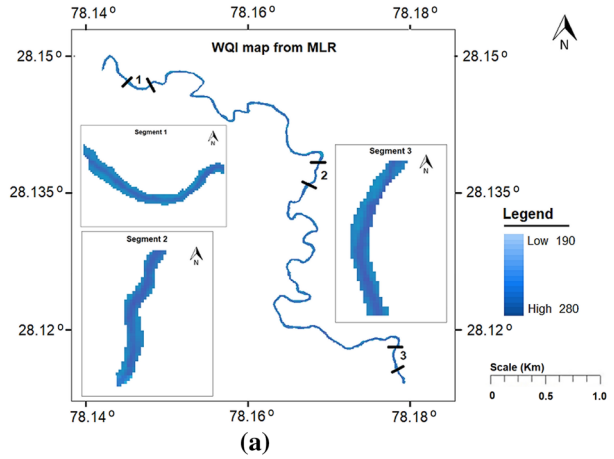 78.14° 78.16° 78.18°
28.15° 28.15°
28.135° 28.135°
28.12° 28.12°
WQI map from MLR
1
2
3
Segment 1
N
Segment 2
N
Segment 3
N
N
Legend
Low 190
High 280
Scale (Km)
0 0.5 1.0
78.14° 78.16° 78.18°
(a)